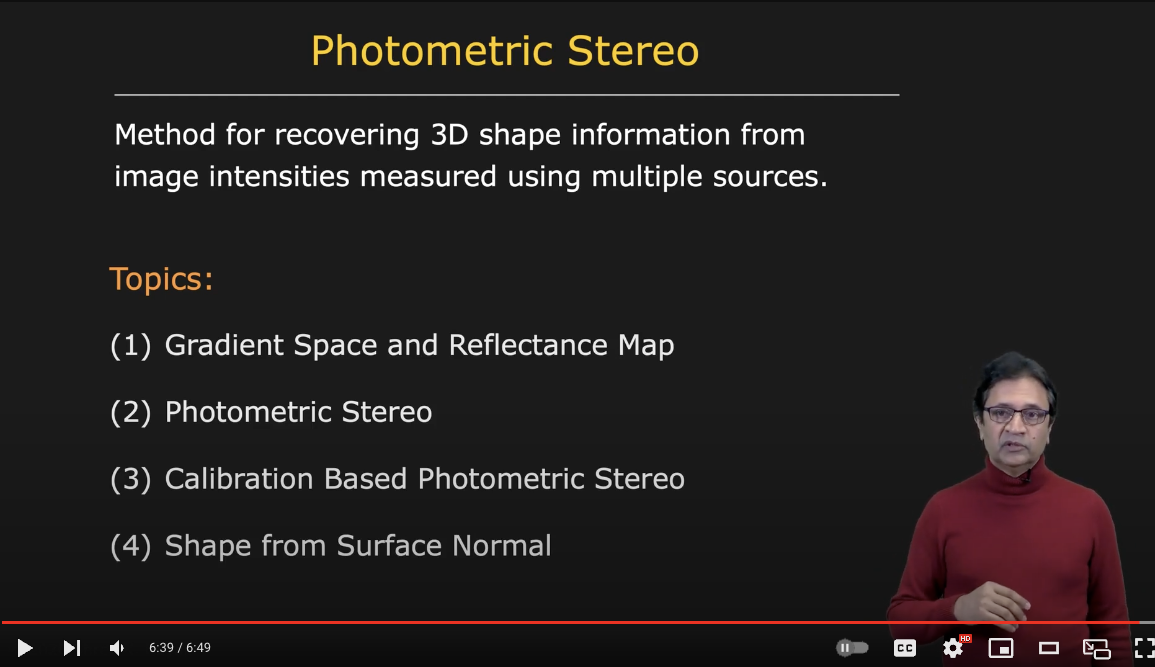 Photometric Stereo
Method for recovering 3D shape information from
image intensities measured using multiple sources.
Topics:
(1) Gradient Space and Reflectance Map
(2) Photometric Stereo
(3) Calibration Based Photometric Stereo
(4) Shape from Surface Normal
6:39 / 6:49
CC
HD